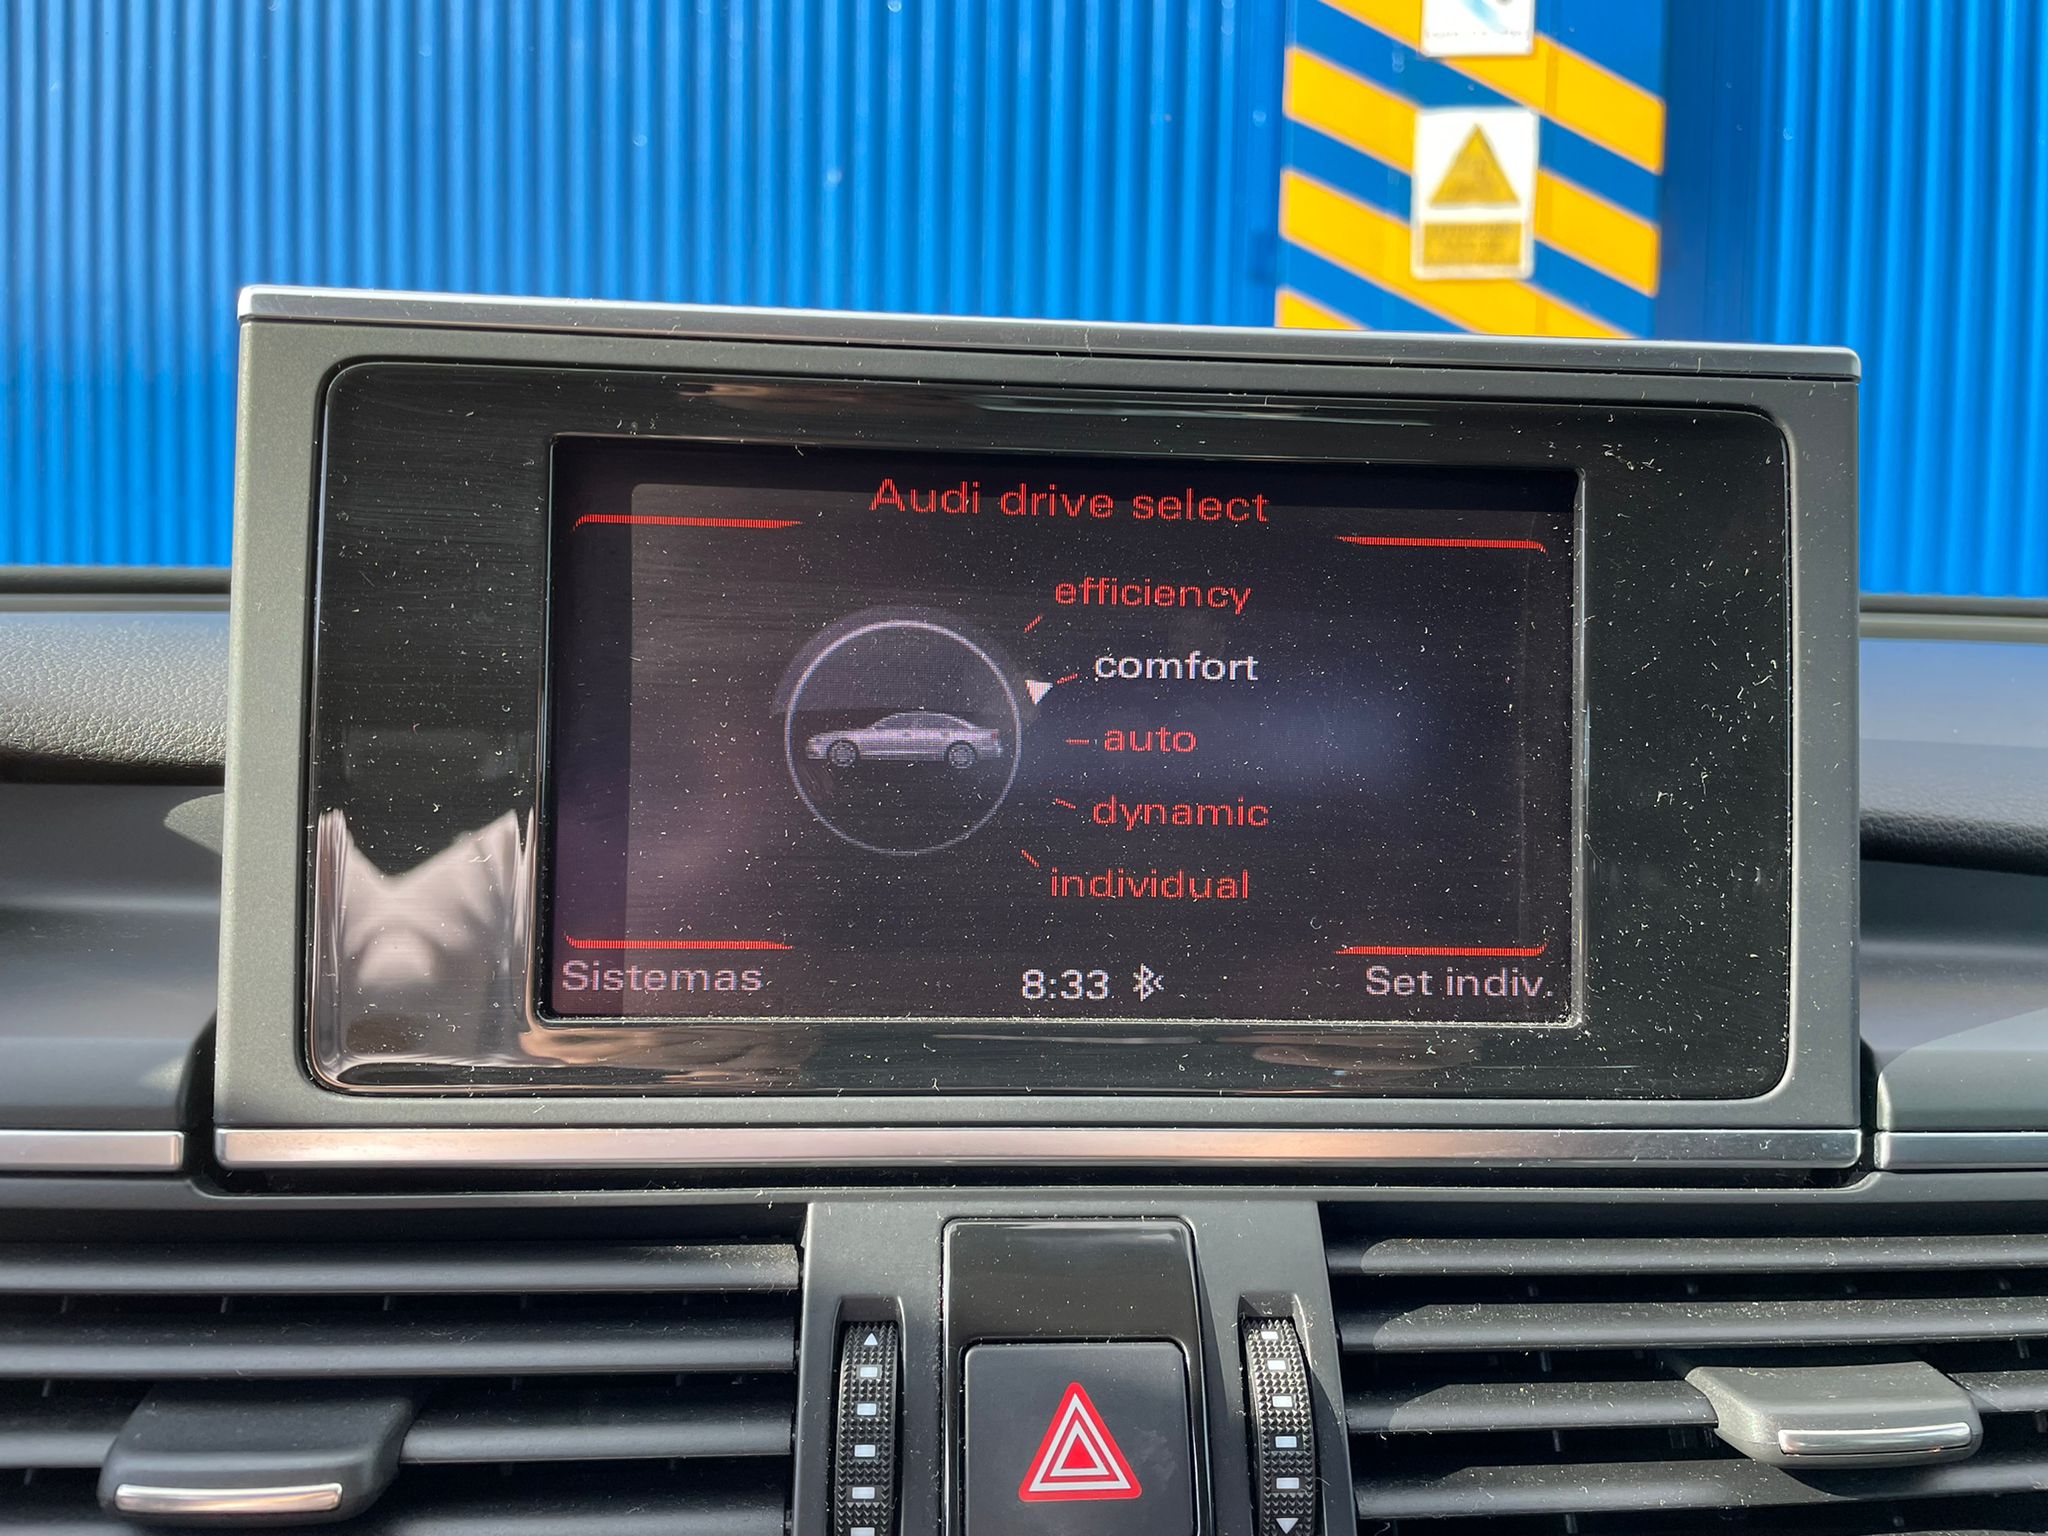 Audi drive select
efficiency
comfort
auto
dynamic
individual
Sistemas
8:33
Set indiv.